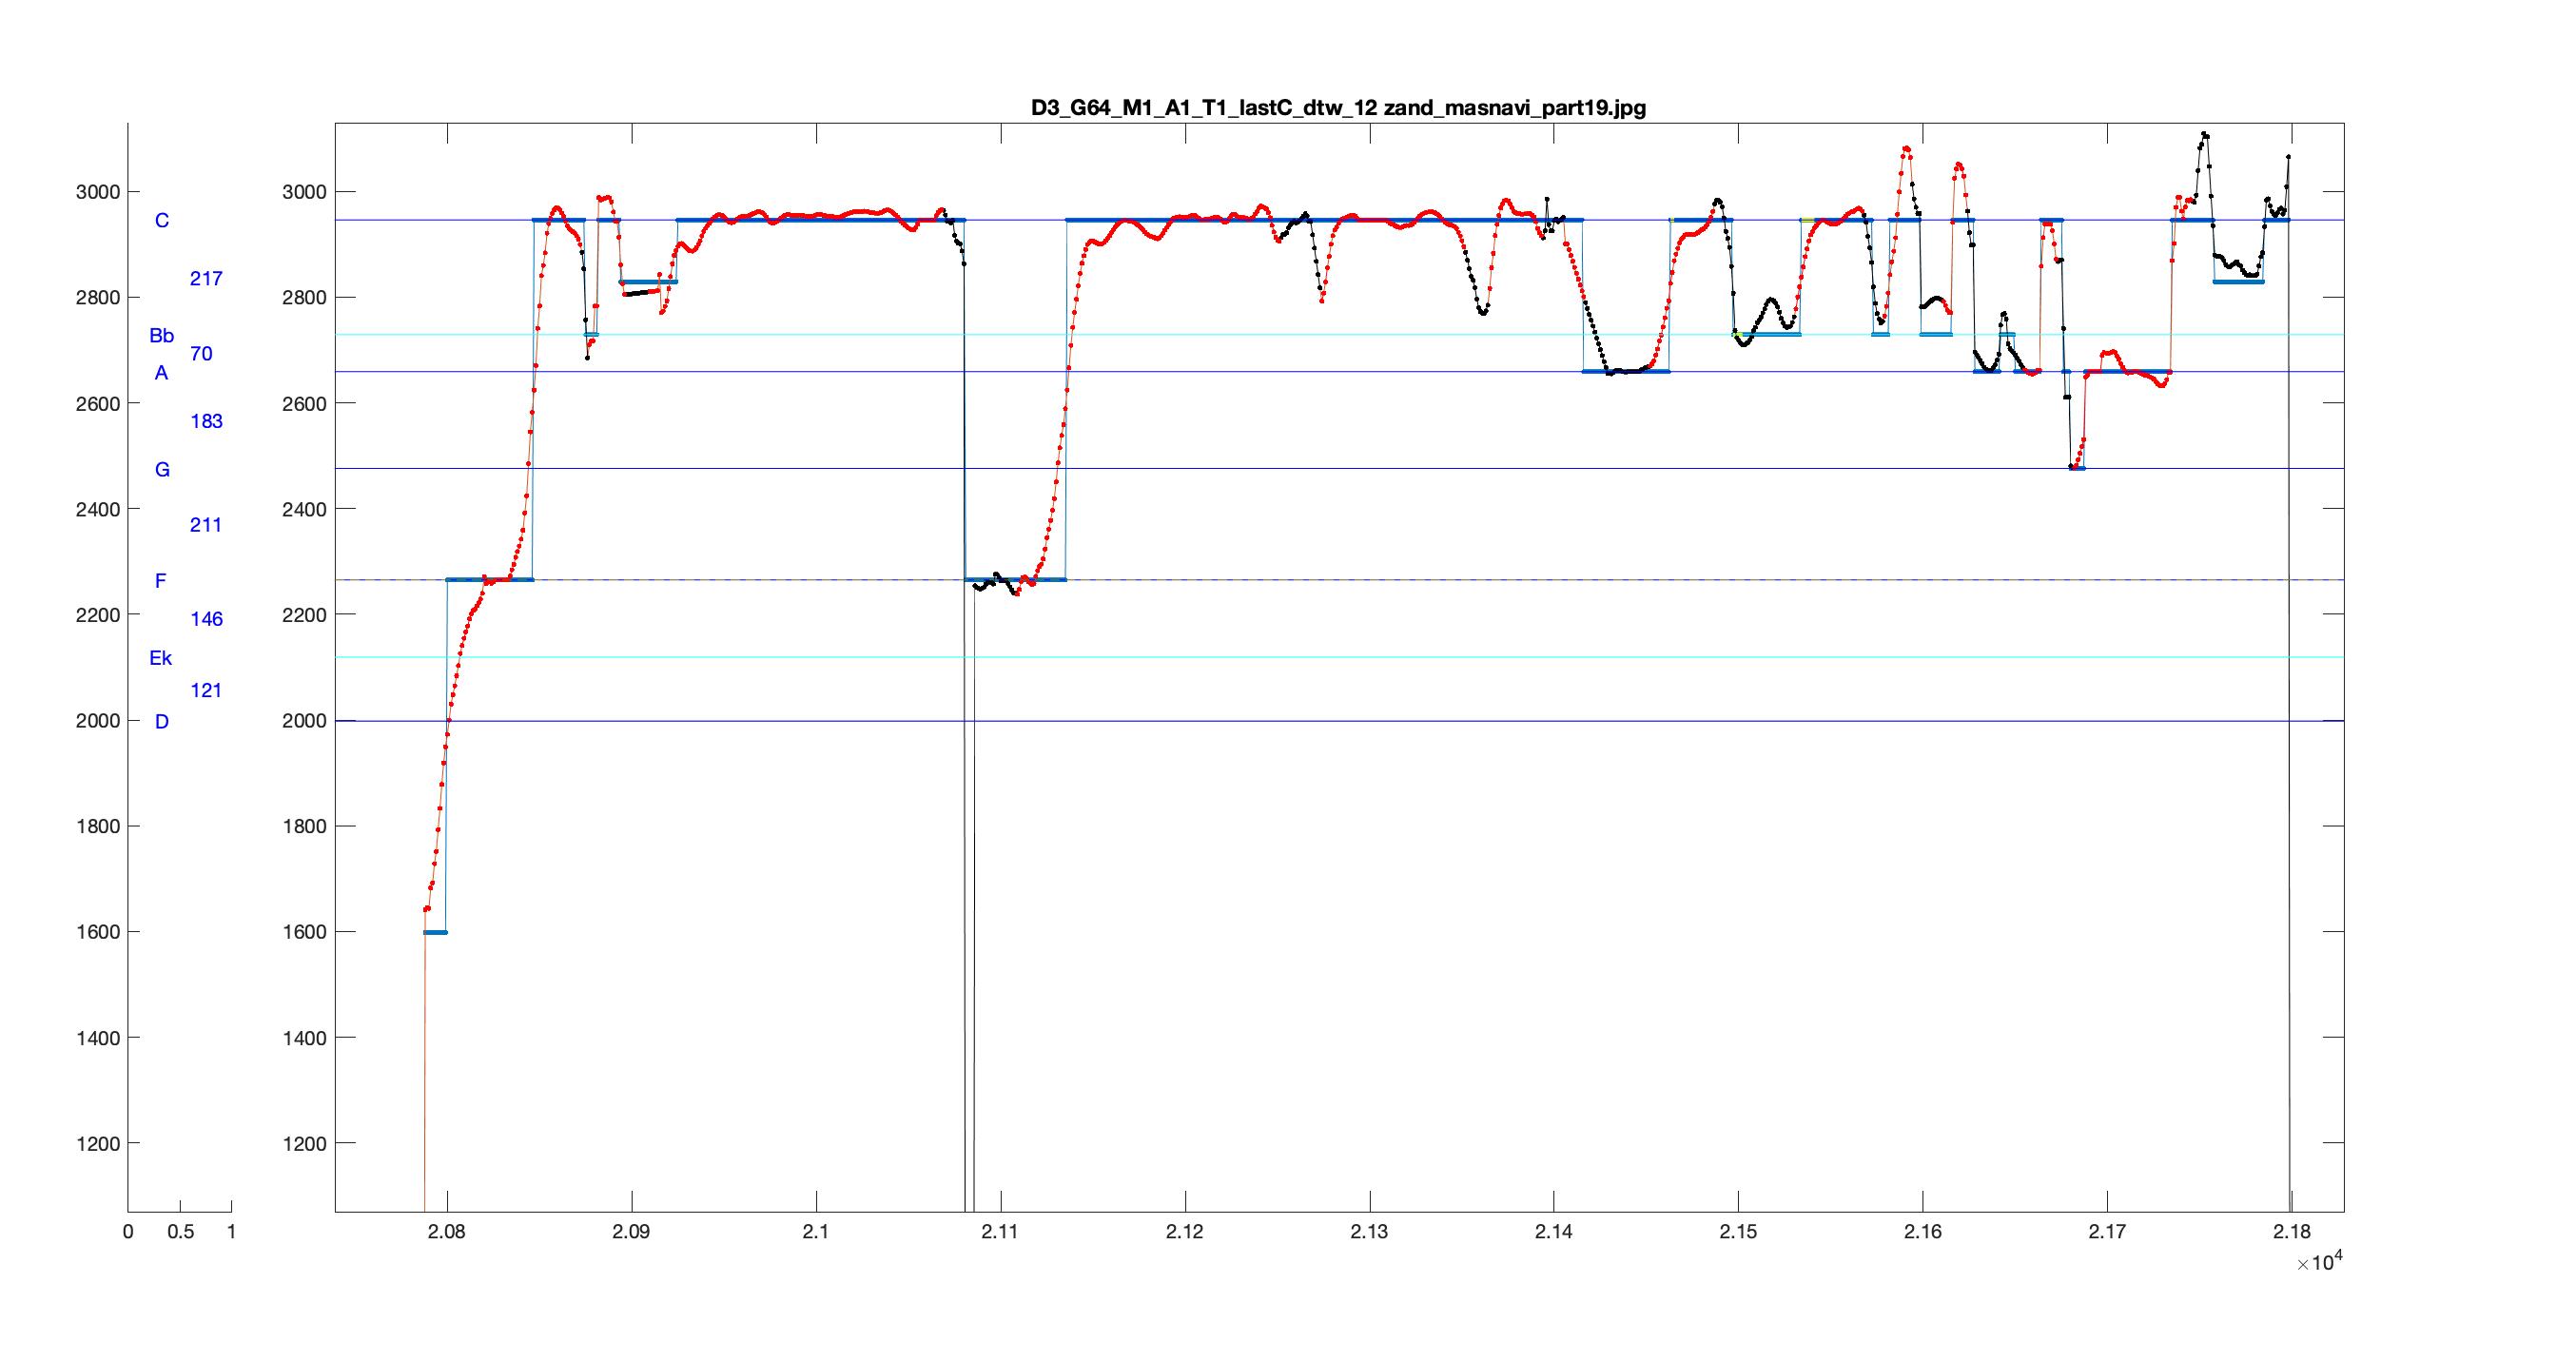 D3_G64_M1_A1_T1_lastC_dtw_12 zand_masnavi_part19.jpg
3000 3000
C
217
2800 2800
Bb
70
A
2600 2600
183
G
2400 2400
211
F
2200 2200
146
Ek
121
2000 D 2000
1800 1800
1600 1600
1400 1400
1200 1200
0 0.5 1 2.08 2.09 2.1 2.11 2.12 2.13 2.14 2.15 2.16 2.17 2.18
×10^4